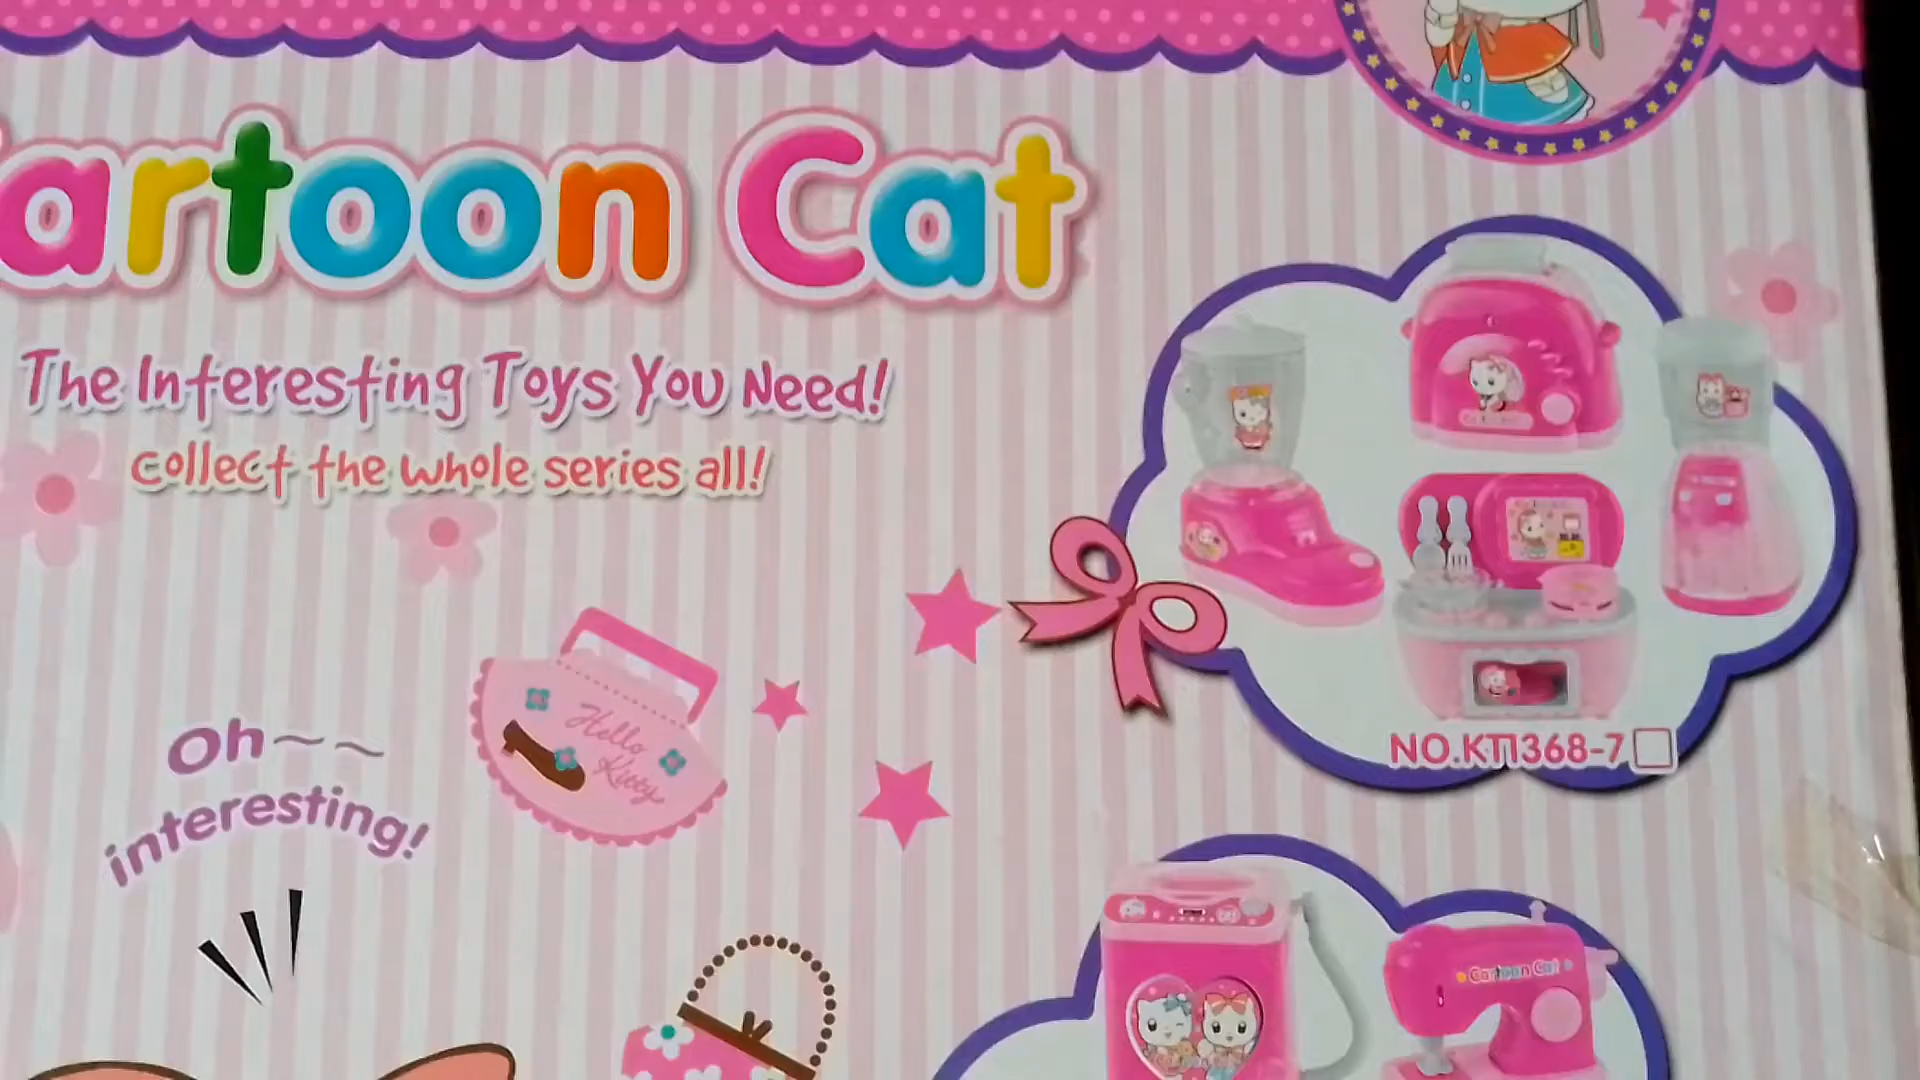 Cartoon Cat
The Interesting Toys You Need!
collect the whole series all!
Hello
Kitty
Oh~~
interesting!
NO.KT1368-7
Cartoon Cat